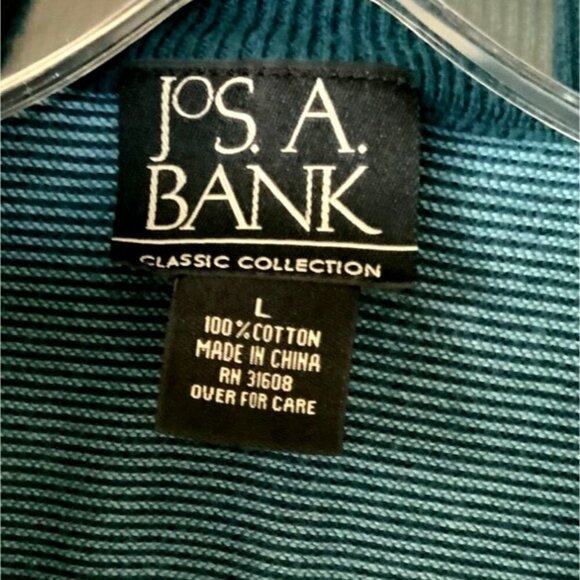 JOS. A.
BANK
CLASSIC COLLECTION
L
100% COTTON
MADE IN CHINA
RN 31608
OVER FOR CARE